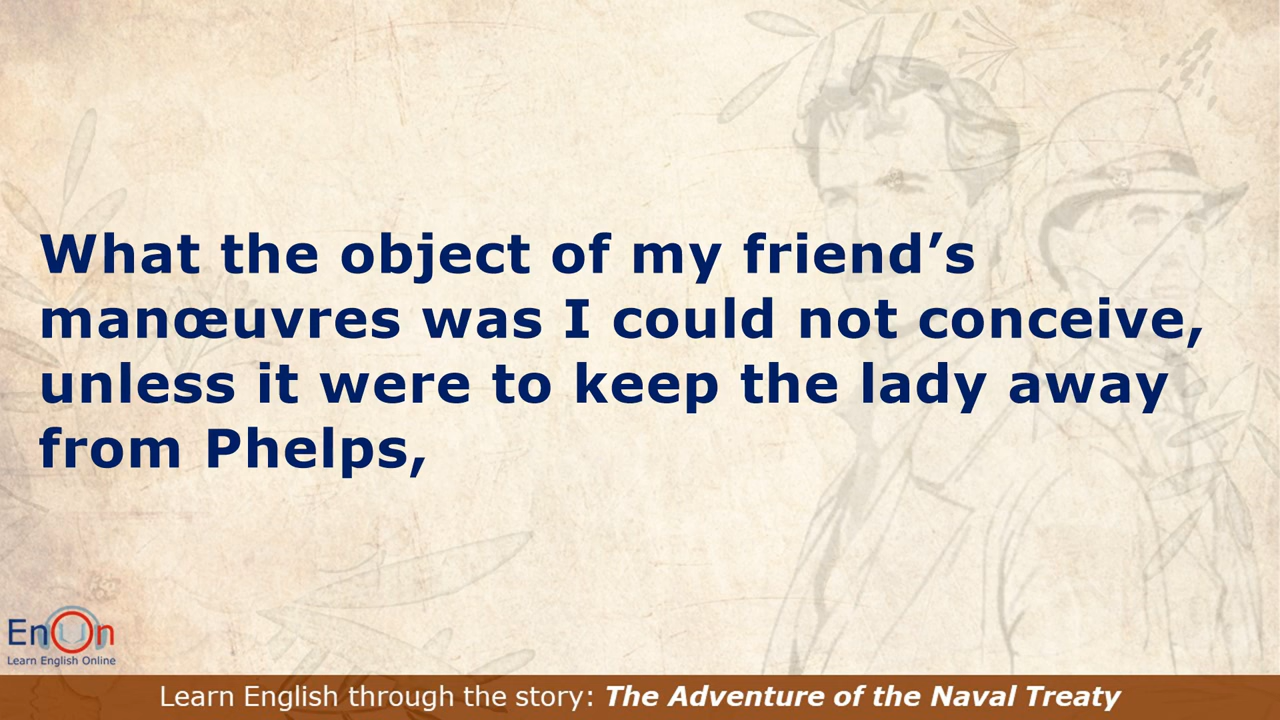 What the object of my friend’s
manœuvres was I could not conceive,
unless it were to keep the lady away
from Phelps,
EnOn
Learn English Online
Learn English through the story: The Adventure of the Naval Treaty